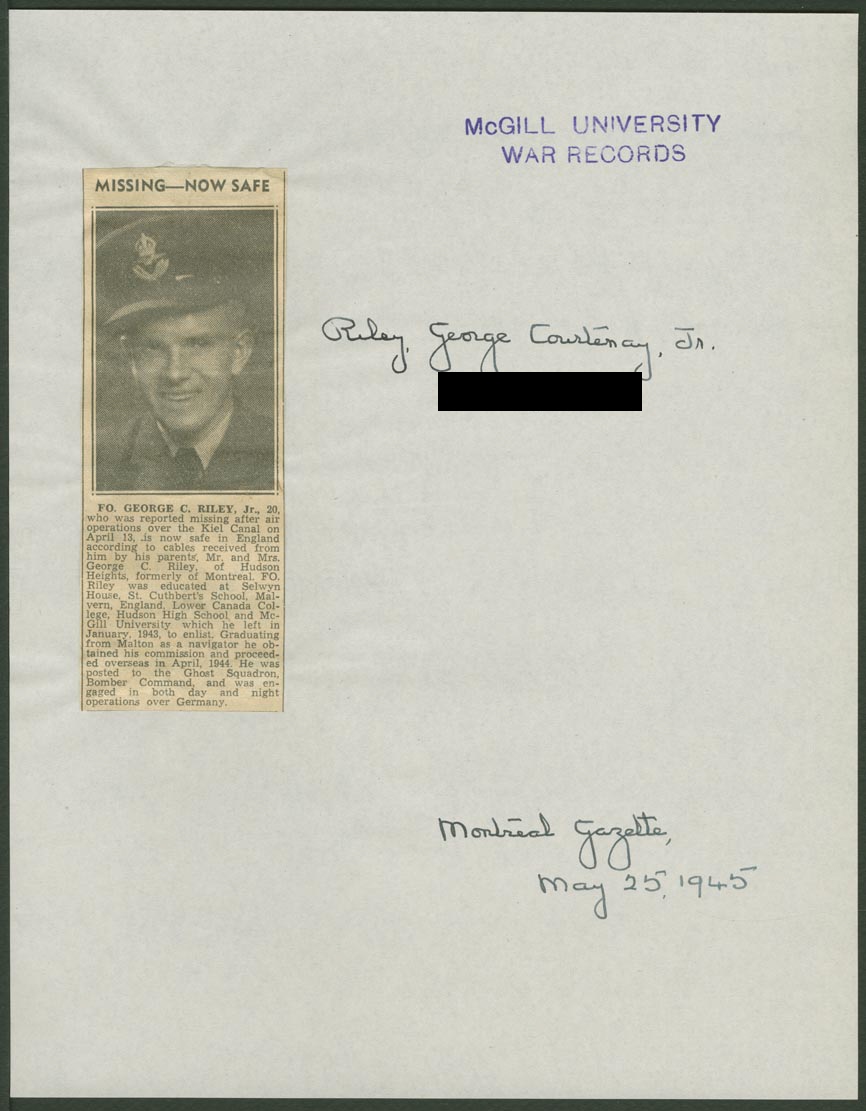 McGILL UNIVERSITY
WAR RECORDS
MISSING—NOW SAFE
Riley, George Courtenay, Jr.
FO. GEORGE C. RILEY, Jr., 20,
who was reported missing after air
operations over the Kiel Canal on
April 13, is now safe in England
according to cables received from
him by his parents, Mr. and Mrs.
George C. Riley, of Hudson
Heights, formerly of Montreal. FO.
Riley was educated at Selwyn
House, St. Cuthbert's School, Mal-
vern, England, Lower Canada Col-
lege, Hudson High School and Mc-
Gill University which he left in
January, 1943, to enlist. Graduating
from Malton as a navigator he ob-
tained his commission and proceed-
ed overseas in April, 1944. He was
posted to the Ghost Squadron,
Bomber Command, and was en-
gaged in both day and night
operations over Germany.
Montreal Gazette,
May 25, 1945